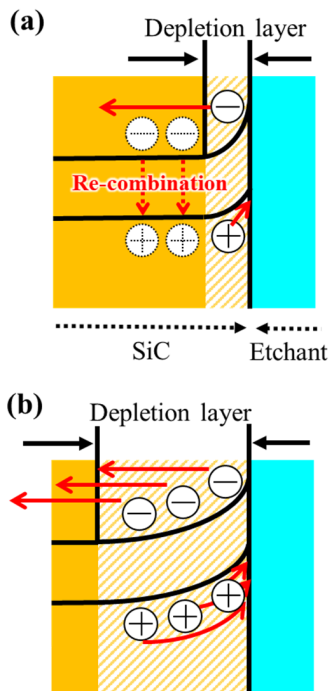 (a)
Depletion layer
Re-combination
SiC
Etchant
(b)
Depletion layer